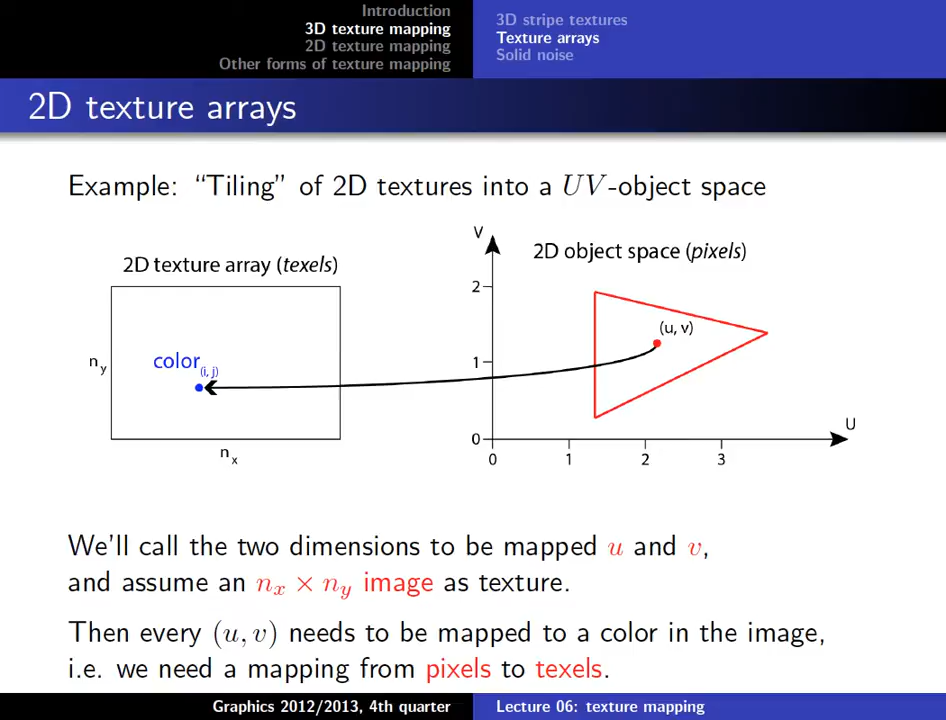 Introduction
3D texture mapping
2D texture mapping
Other forms of texture mapping
3D stripe textures
Texture arrays
Solid noise
2D texture arrays
Example: “Tiling” of 2D textures into a UV-object space
2D texture array (texels)
n_y
color_(i, j)
n_x
V
2D object space (pixels)
2
(u, v)
1
0
U
0 1 2 3
We'll call the two dimensions to be mapped u and v,
and assume an n_x × n_y image as texture.
Then every (u, v) needs to be mapped to a color in the image,
i.e. we need a mapping from pixels to texels.
Graphics 2012/2013, 4th quarter
Lecture 06: texture mapping